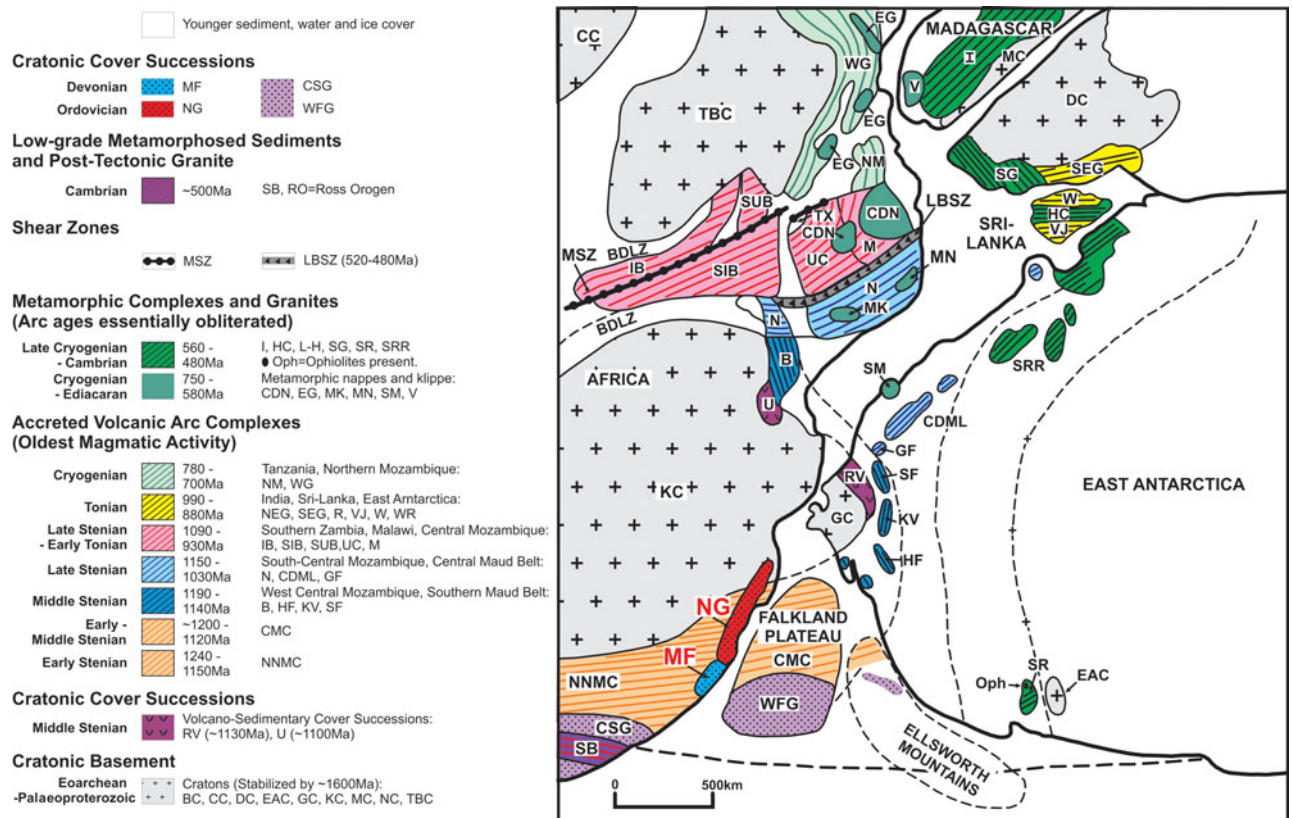 Younger sediment, water and ice cover
Cratonic Cover Successions
Devonian MF CSG
Ordovician NG WFG
Low-grade Metamorphosed Sediments
and Post-Tectonic Granite
Cambrian ~500Ma SB, RO=Ross Orogen
Shear Zones
MSZ LBSZ (520-480Ma)
Metamorphic Complexes and Granites
(Arc ages essentially obliterated)
Late Cryogenian 560 - I, HC, L-H, SG, SR, SRR
- Cambrian 480Ma Oph=Ophiolites present.
Cryogenian 750 - Metamorphic nappes and klippe:
- Ediacaran 580Ma CDN, EG, MK, MN, SM, V
Accreted Volcanic Arc Complexes
(Oldest Magmatic Activity)
Cryogenian 780 - Tanzania, Northern Mozambique:
700Ma NM, WG
Tonian 990 - India, Sri-Lanka, East Arntarctica:
880Ma NEG, SEG, R, VJ, W, WR
Late Stenian 1090 - Southern Zambia, Malawi, Central Mozambique:
- Early Tonian 930Ma IB, SIB, SUB,UC, M
Late Stenian 1150 - South-Central Mozambique, Central Maud Belt:
1030Ma N, CDML, GF
Middle Stenian 1190 - West Central Mozambique, Southern Maud Belt:
1140Ma B, HF, KV, SF
Early - ~1200 - CMC
Middle Stenian 1120Ma
Early Stenian 1240 - NNMC
1150Ma
Cratonic Cover Successions
Middle Stenian Volcano-Sedimentary Cover Successions:
RV (~1130Ma), U (~1100Ma)
Cratonic Basement
Eoarchean Cratons (Stabilized by ~1600Ma):
-Palaeoproterozoic BC, CC, DC, EAC, GC, KC, MC, NC, TBC
EG
CC
MADAGASCAR
WG
I
MC
V
DC
TBC
EG
EG
NM
SG
SEG
SUB
TX
CDN
LBSZ
W
HC
VJ
SRI-
LANKA
CDN
MSZ
BDLZ
IB
SIB
UC
M
MN
N
MK
BDLZ
N
B
SRR
AFRICA
SM
U
CDML
GF
RV
SF
EAST ANTARCTICA
KC
GC
KV
HF
NG
FALKLAND
PLATEAU
MF
CMC
SR
Oph
EAC
NNMC
WFG
CSG
SB
ELLSWORTH
MOUNTAINS
0 500km